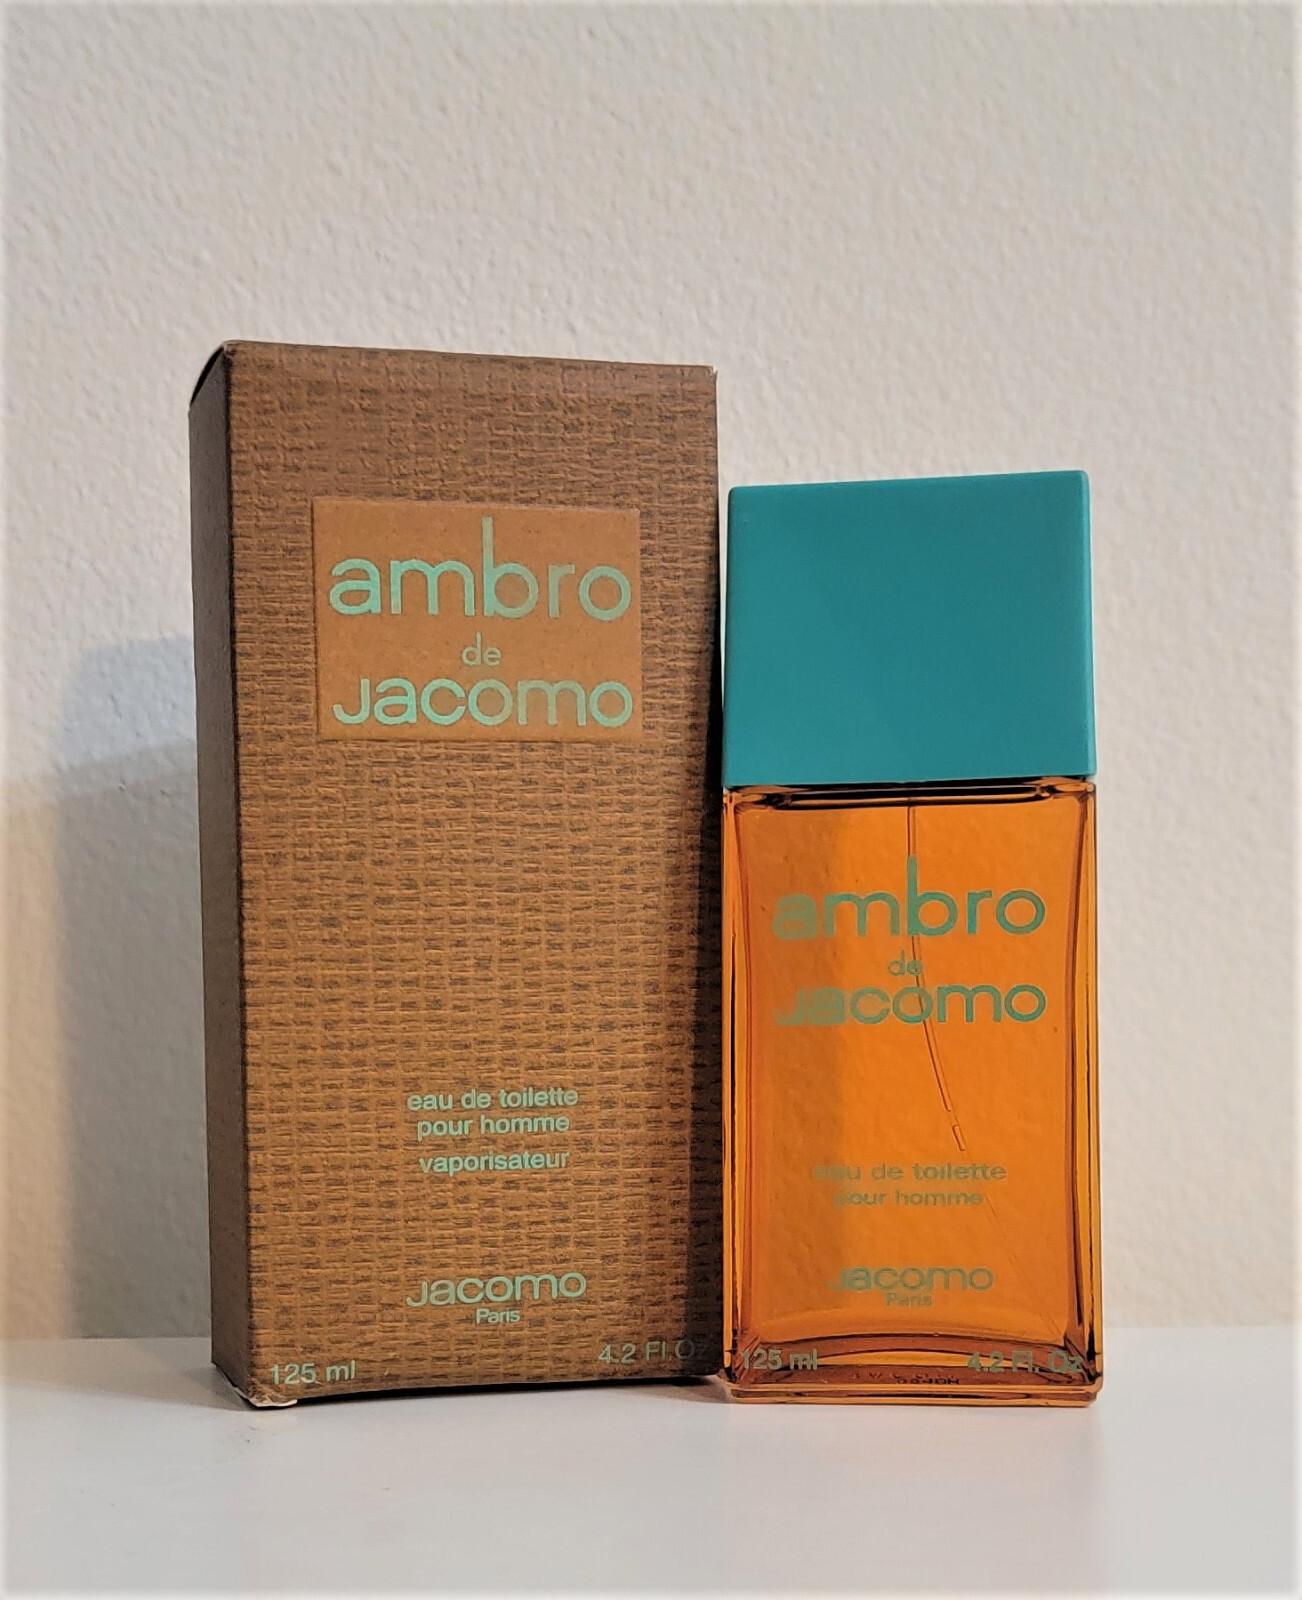 ambro
de
Jacomo
eau de toilette
pour homme
vaporisateur
Jacomo
Paris
125 ml
4.2 Fl Oz
ambro
de
Jacomo
eau de toilette
pour homme
Jacomo
Paris
125 ml
4.2 Fl. Oz